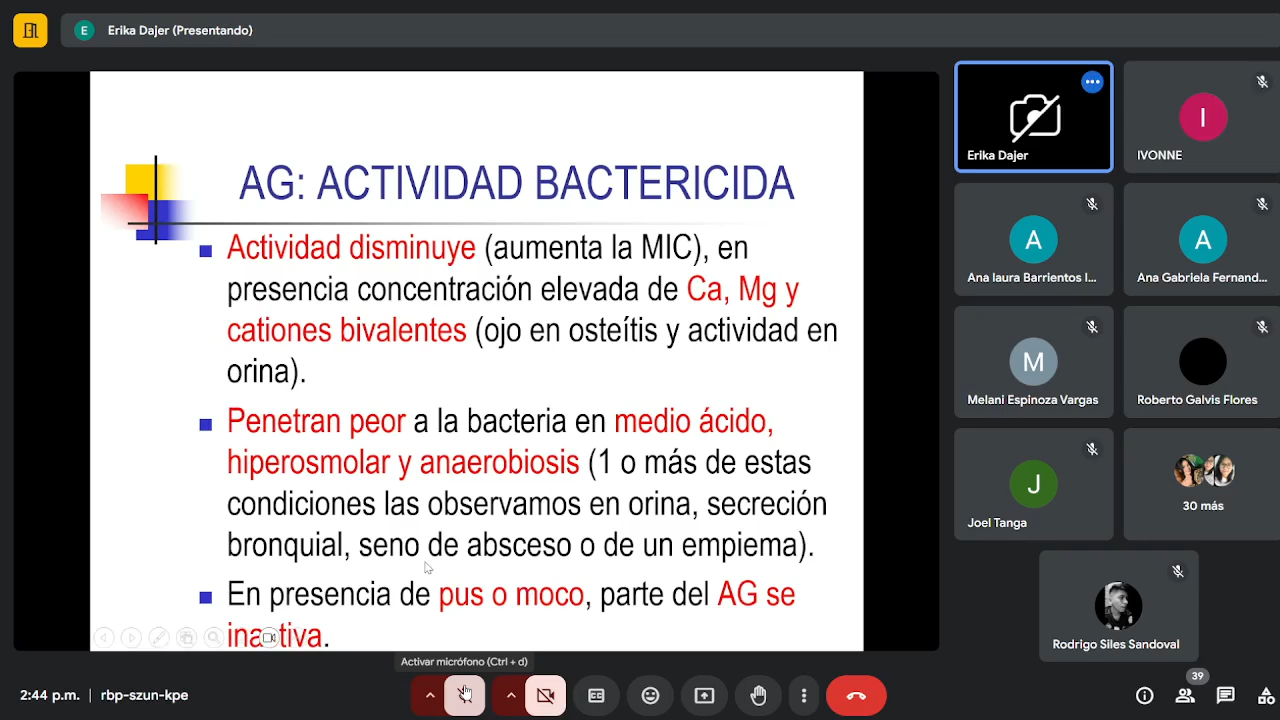 E Erika Dajer (Presentando)
AG: ACTIVIDAD BACTERICIDA
Actividad disminuye (aumenta la MIC), en
presencia concentración elevada de Ca, Mg y
cationes bivalentes (ojo en osteítis y actividad en
orina).
Penetran peor a la bacteria en medio ácido,
hiperosmolar y anaerobiosis (1 o más de estas
condiciones las observamos en orina, secreción
bronquial, seno de absceso o de un empiema).
En presencia de pus o moco, parte del AG se
inactiva.
Erika Dajer
I
IVONNE
A
Ana laura Barrientos I...
A
Ana Gabriela Fernand...
M
Melani Espinoza Vargas
Roberto Galvis Flores
J
Joel Tanga
30 más
Rodrigo Siles Sandoval
Activar micrófono (Ctrl + d)
2:44 p.m. | rbp-szun-kpe
39